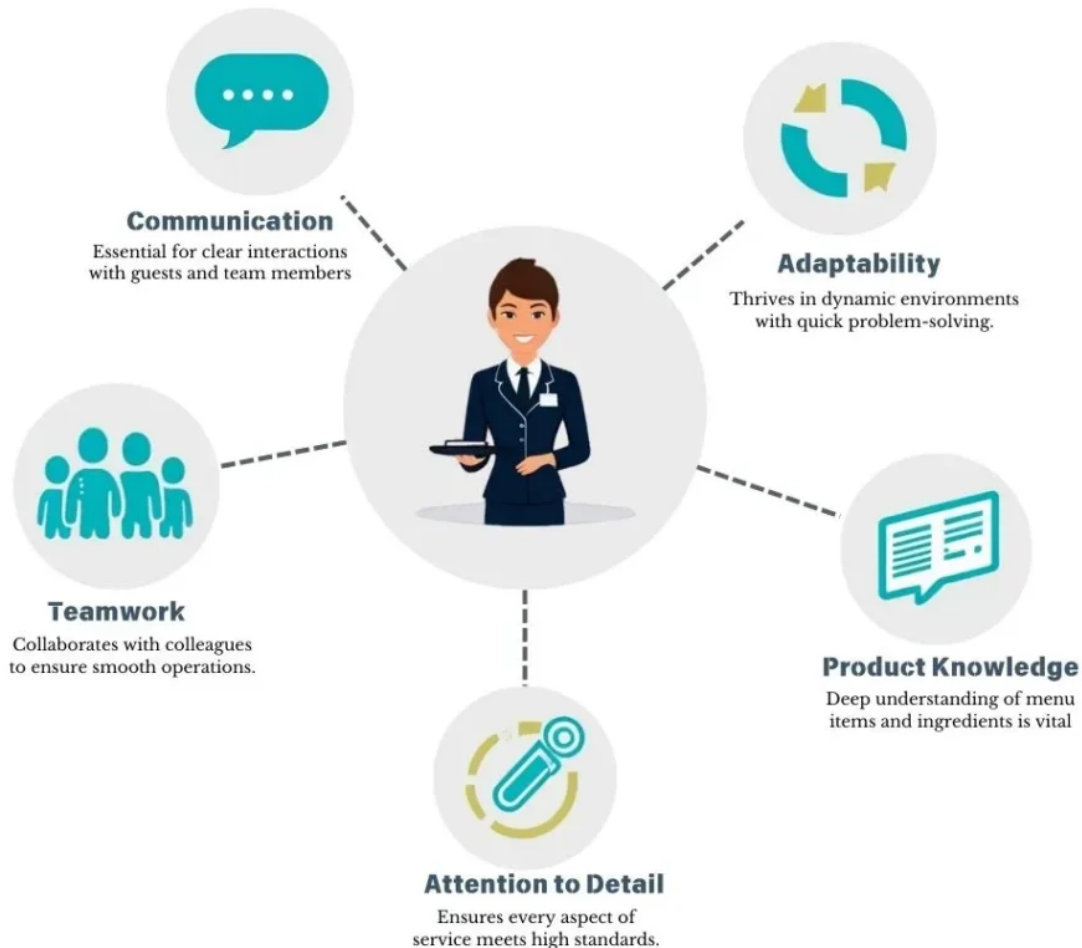 Communication
Essential for clear interactions
with guests and team members
Adaptability
Thrives in dynamic environments
with quick problem-solving.
Teamwork
Collaborates with colleagues
to ensure smooth operations.
Product Knowledge
Deep understanding of menu
items and ingredients is vital
Attention to Detail
Ensures every aspect of
service meets high standards.